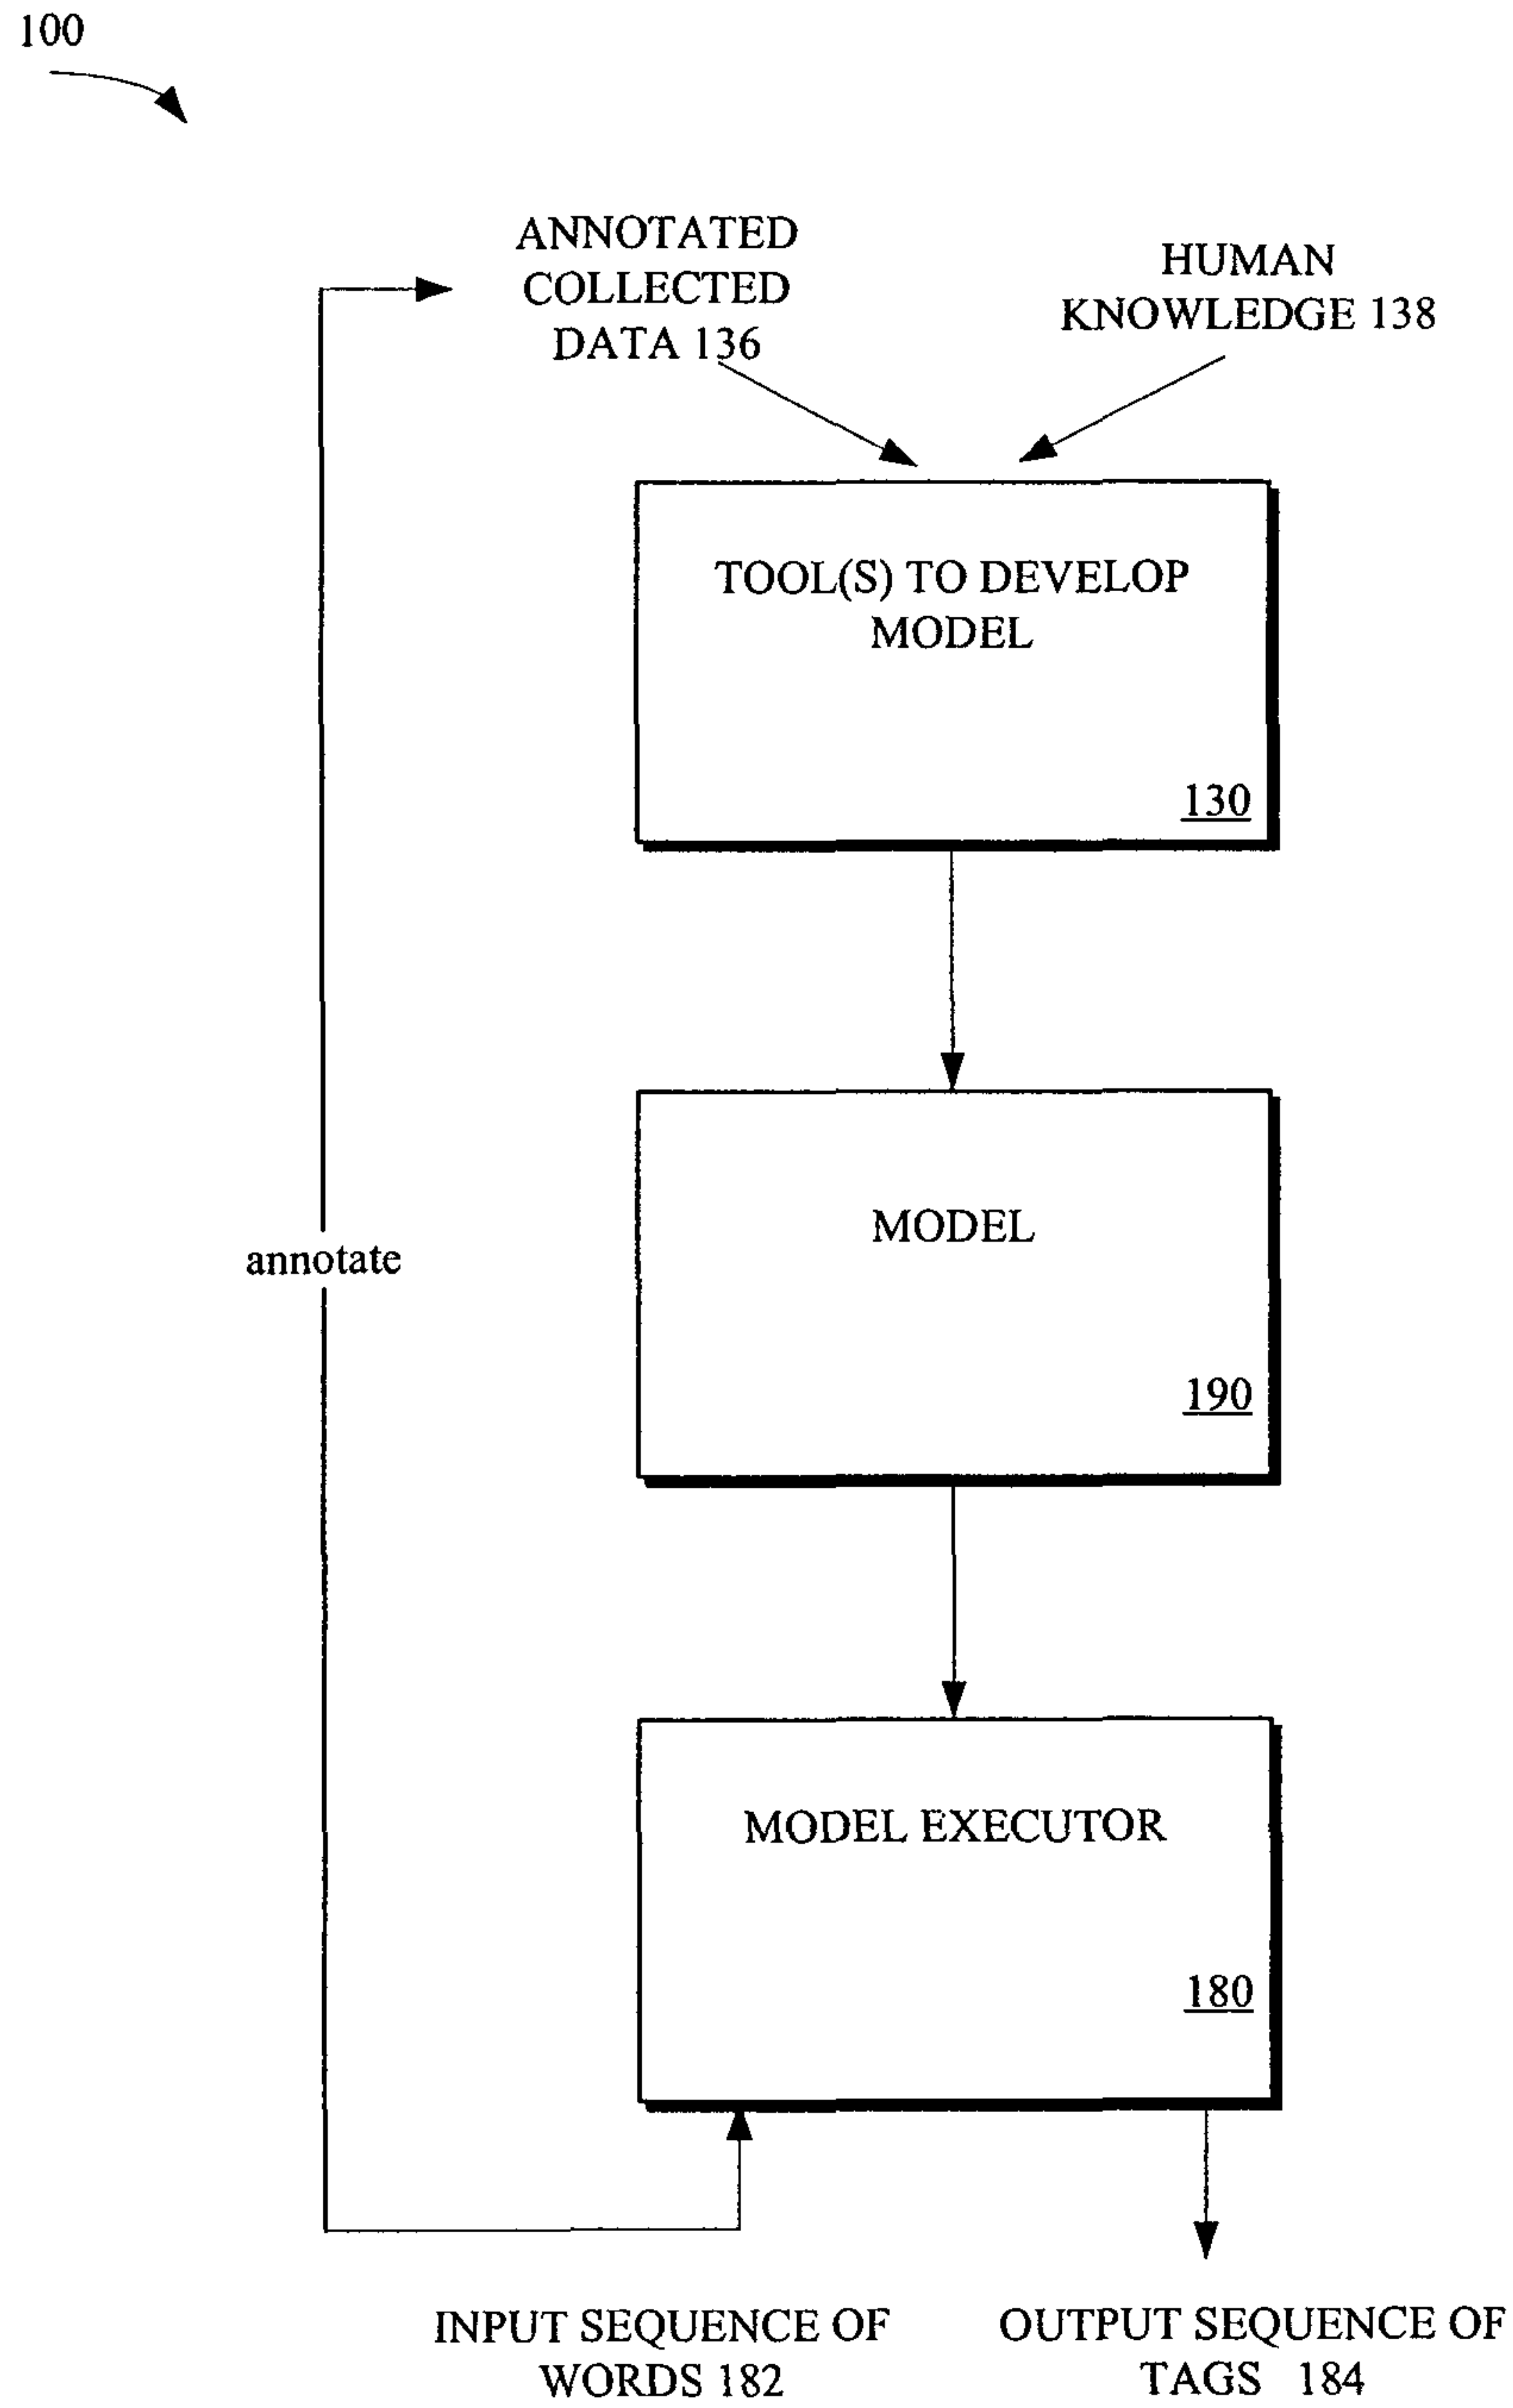 100
ANNOTATED
COLLECTED
DATA 136
HUMAN
KNOWLEDGE 138
TOOL(S) TO DEVELOP
MODEL
130
MODEL
190
annotate
MODEL EXECUTOR
180
INPUT SEQUENCE OF
WORDS 182
OUTPUT SEQUENCE OF
TAGS 184